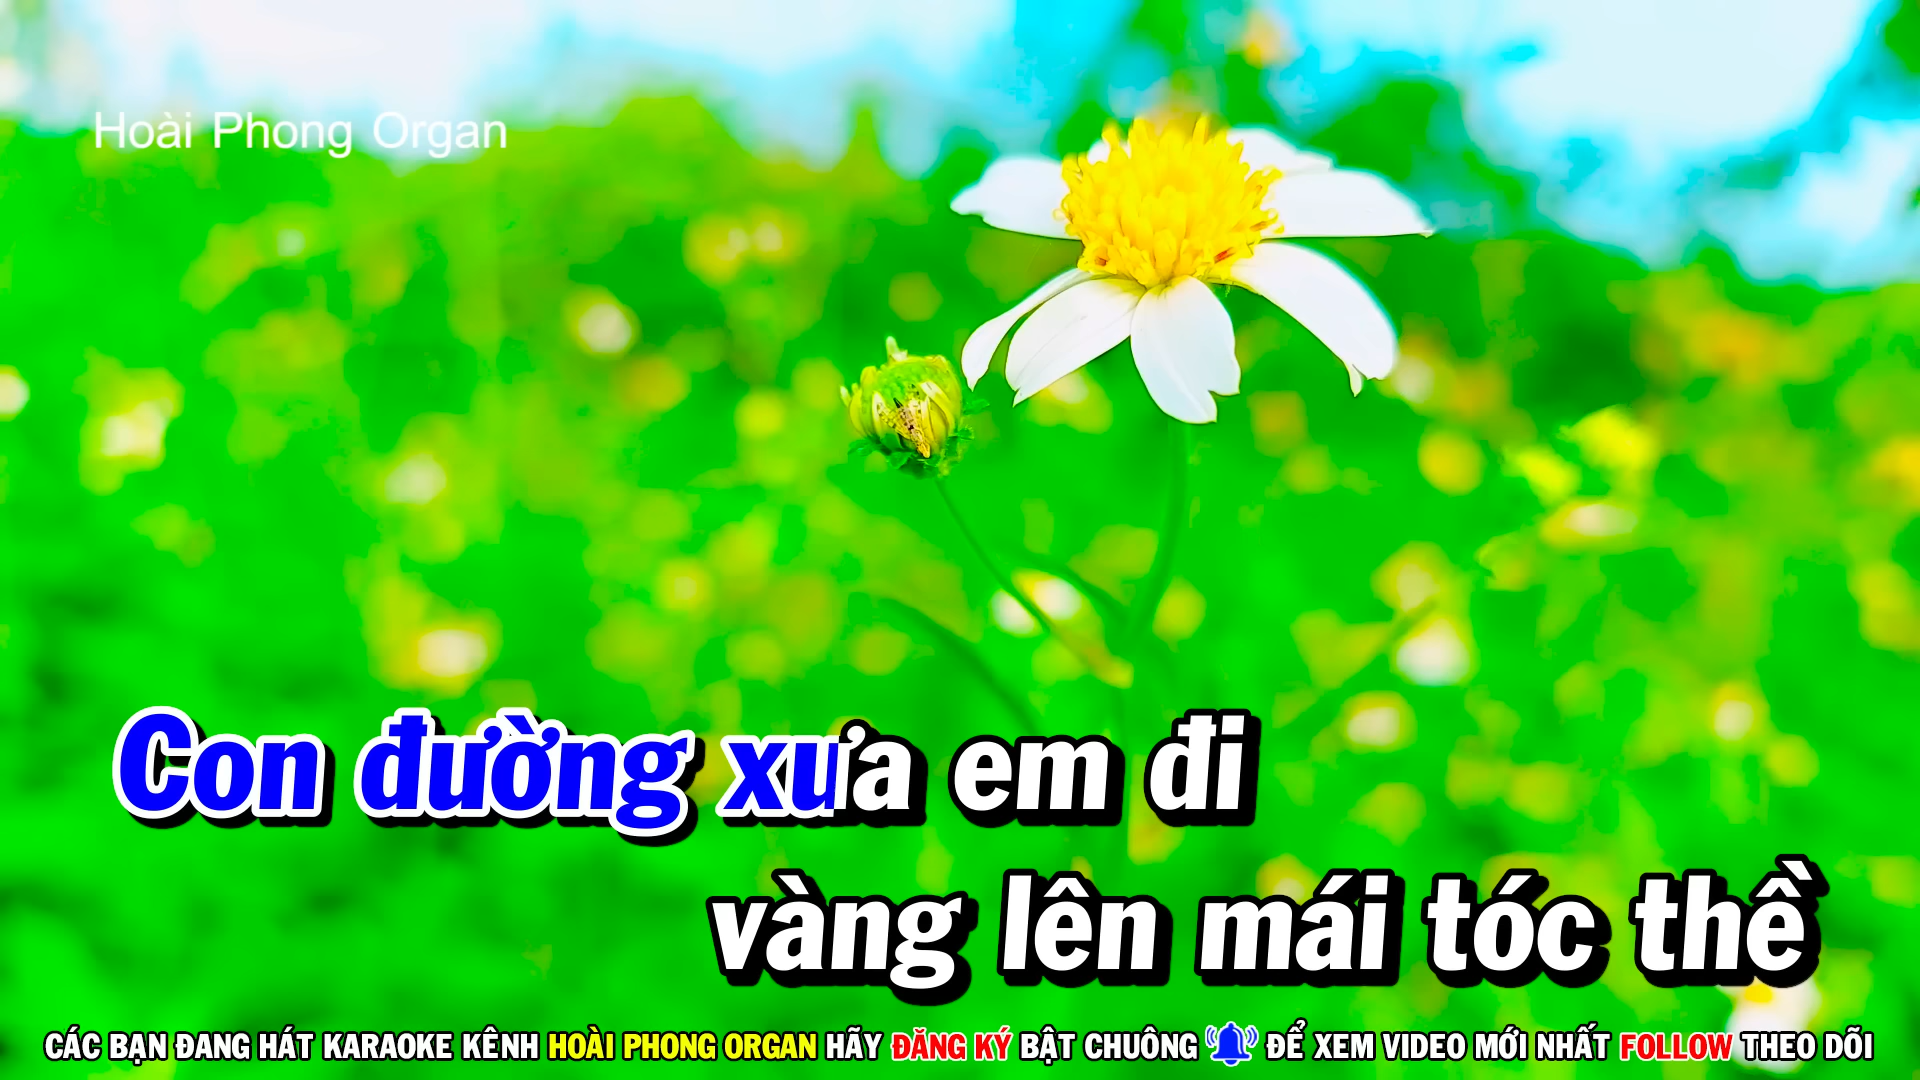 Hoài Phong Organ
Con đường xưa em đi
vàng lên mái tóc thề
CÁC BẠN ĐANG HÁT KARAOKE KÊNH HOÀI PHONG ORGAN HÃY ĐĂNG KÝ BẬT CHUÔNG ĐỂ XEM VIDEO MỚI NHẤT FOLLOW THEO DÕI